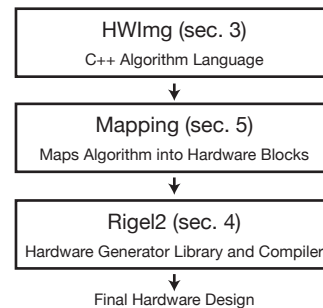 HWImg (sec. 3)
C++ Algorithm Language
Mapping (sec. 5)
Maps Algorithm into Hardware Blocks
Rigel2 (sec. 4)
Hardware Generator Library and Compiler
Final Hardware Design